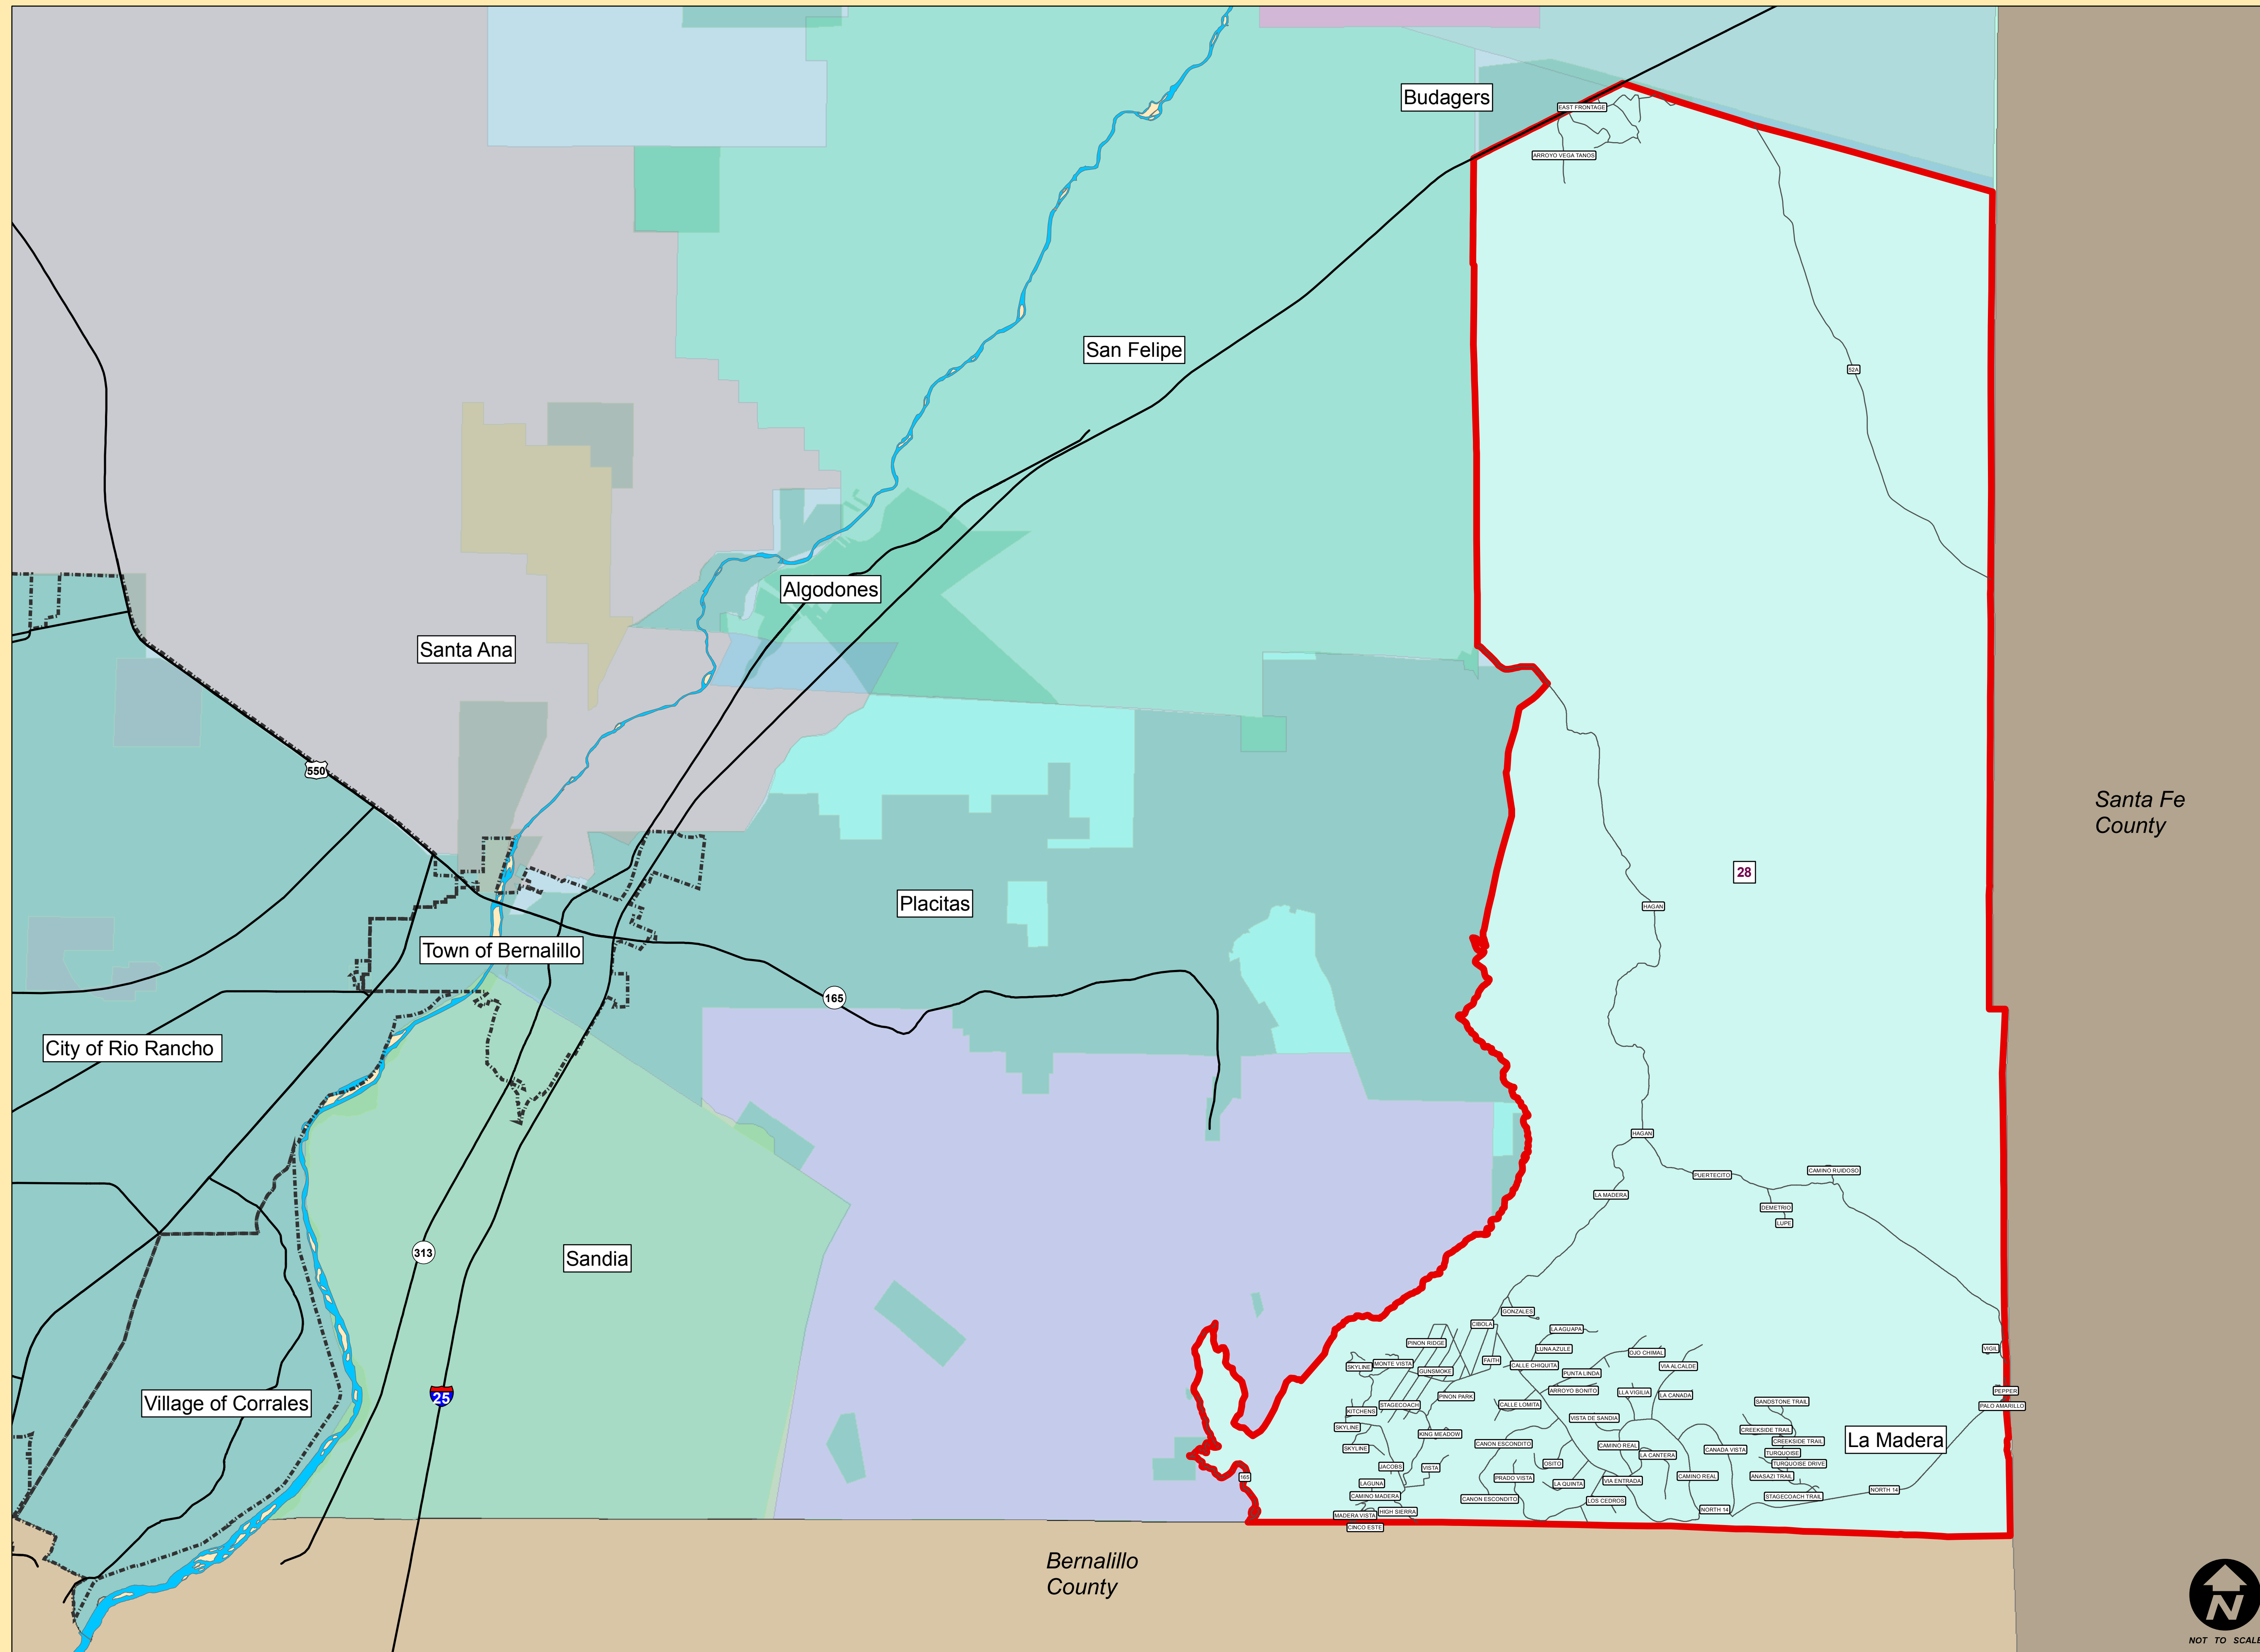 Budagers
EAST FRONTAGE
ARROYO VEGA TANOS
San Felipe
52A
Algodones
Santa Ana
550
Santa Fe
County
28
Placitas
HAGAN
Town of Bernalillo
165
City of Rio Rancho
HAGAN
PUERTECITO
CAMINO RUIDOSO
LA MADERA
DEMETRIO
LUPE
313
Sandia
GONZALES
CIBOLA
LA AGUAPA
PINON RIDGE
LUNA AZULE
OJO CHIMAL
VIGIL
SKYLINE
MONTE VISTA
FAITH
CALLE CHIQUITA
VIA ALCALDE
GUNSMOKE
PUNTA LINDA
25
Village of Corrales
PINON PARK
ARROYO BONITO
LLA VIGILIA
LA CANADA
PEPPER
STAGECOACH
CALLE LOMITA
SANDSTONE TRAIL
PALO AMARILLO
KITCHENS
VISTA DE SANDIA
SKYLINE
KING MEADOW
CREEKSIDE TRAIL
La Madera
SKYLINE
CANON ESCONDITO
CAMINO REAL
CREEKSIDE TRAIL
LA CANTERA
CANADA VISTA
TURQUOISE
JACOBS
VISTA
OSITO
TURQUOISE DRIVE
165
PRADO VISTA
CAMINO REAL
ANASAZI TRAIL
LAGUNA
LA QUINTA
VIA ENTRADA
NORTH 14
CAMINO MADERA
CANON ESCONDITO
LOS CEDROS
STAGECOACH TRAIL
HIGH SIERRA
NORTH 14
MADERA VISTA
CINCO ESTE
Bernalillo
County
N
NOT TO SCALE